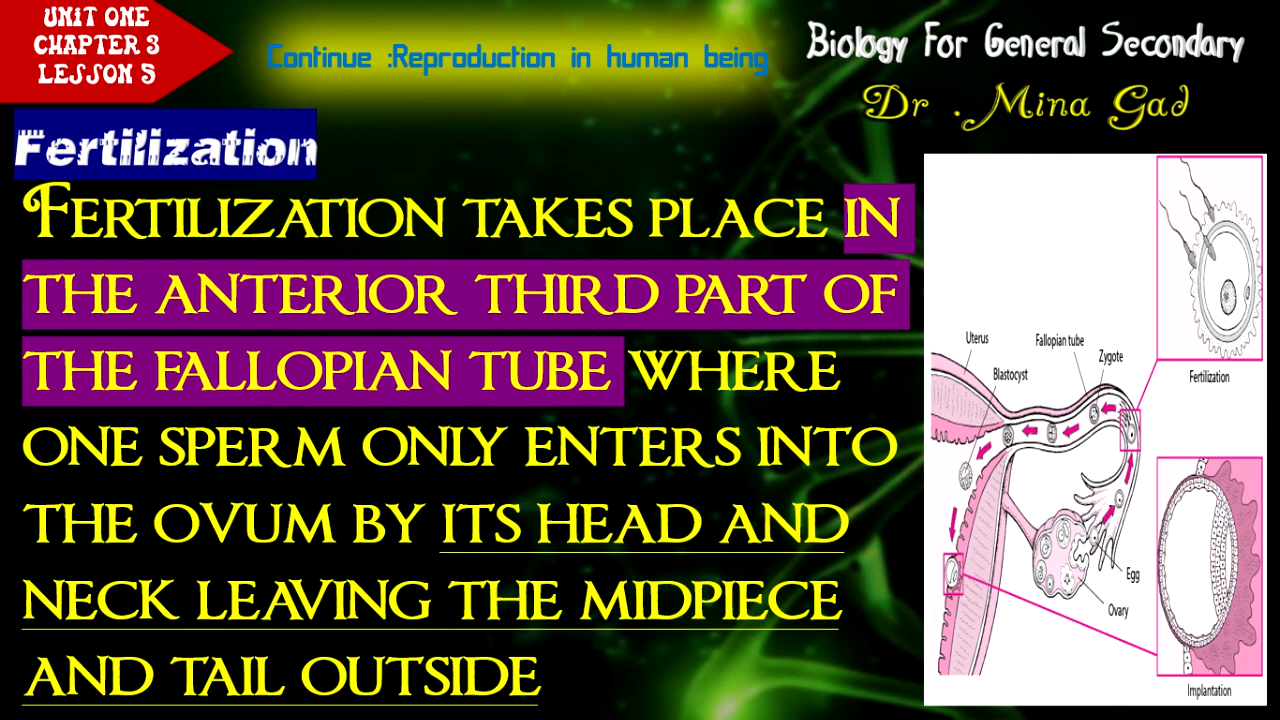 UNIT ONE
CHAPTER 3
LESSON 5
Continue :Reproduction in human being
Biology For General Secondary
Dr .Mina Gad
Fertilization
FERTILIZATION TAKES PLACE IN
THE ANTERIOR THIRD PART OF
THE FALLOPIAN TUBE WHERE
ONE SPERM ONLY ENTERS INTO
THE OVUM BY ITS HEAD AND
NECK LEAVING THE MIDPIECE
AND TAIL OUTSIDE
Uterus
Fallopian tube
Zygote
Blastocyst
Fertilization
Egg
Ovary
Implantation